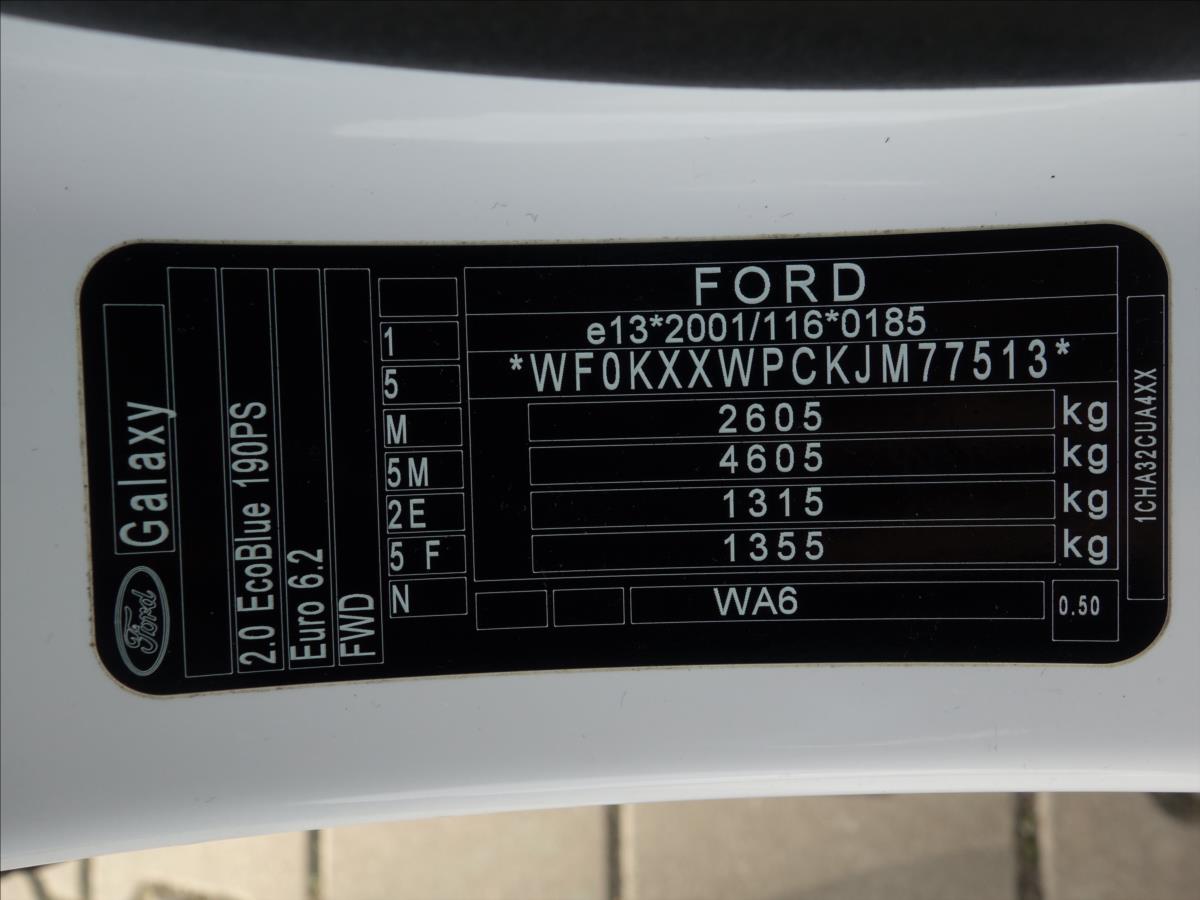 Ford Galaxy
2.0 EcoBlue 190PS
Euro 6.2
FWD
1
5
M
5M
2E
5 F
N
FORD
e13*2001/116*0185
*WF0KXXWPCKJM77513*
2605 kg
4605 kg
1315 kg
1355 kg
WA6
0.50
1CHA32CUA4XX